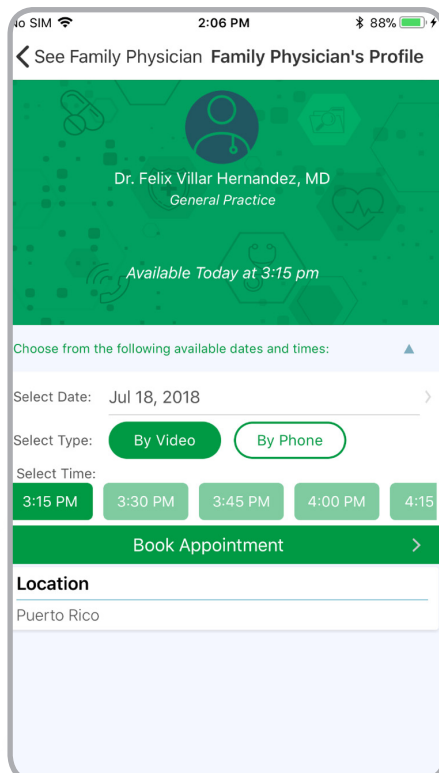 No SIM 2:06 PM 88%
See Family Physician Family Physician's Profile
Dr. Felix Villar Hernandez, MD
General Practice
Available Today at 3:15 pm
Choose from the following available dates and times:
Select Date: Jul 18, 2018
Select Type: By Video By Phone
Select Time:
3:15 PM 3:30 PM 3:45 PM 4:00 PM 4:15
Book Appointment
Location
Puerto Rico